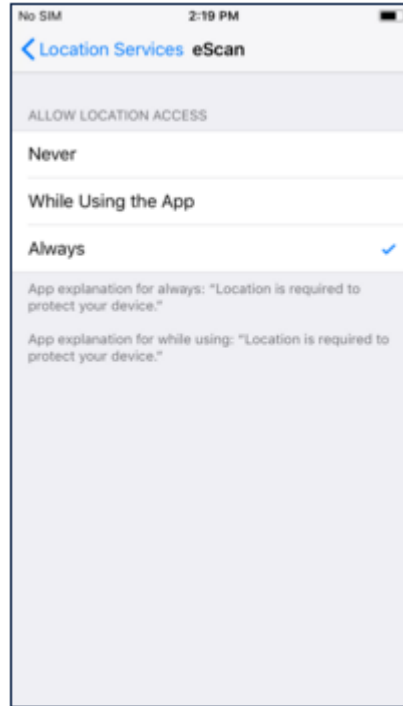 No SIM 2:19 PM
Location Services eScan
ALLOW LOCATION ACCESS
Never
While Using the App
Always
App explanation for always: "Location is required to
protect your device."
App explanation for while using: "Location is required to
protect your device."